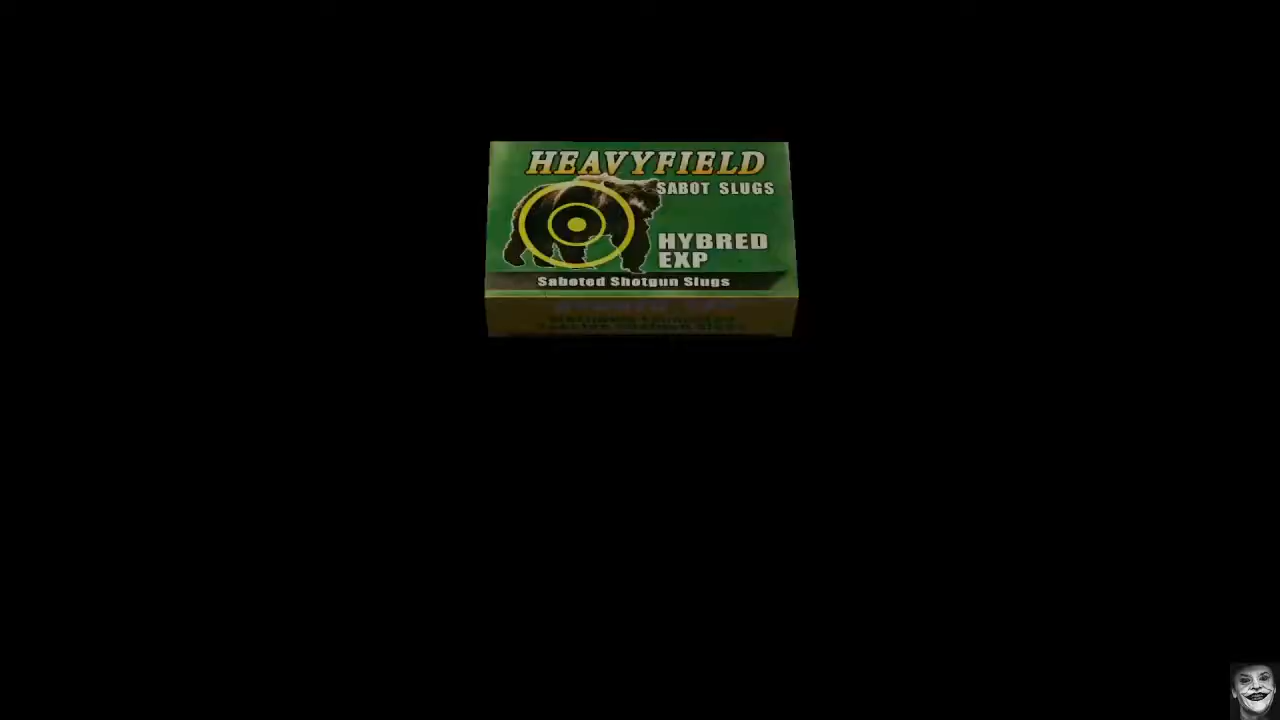 HEAVYFIELD
SABOT SLUGS
HYBRED
EXP
Saboted Shotgun Slugs